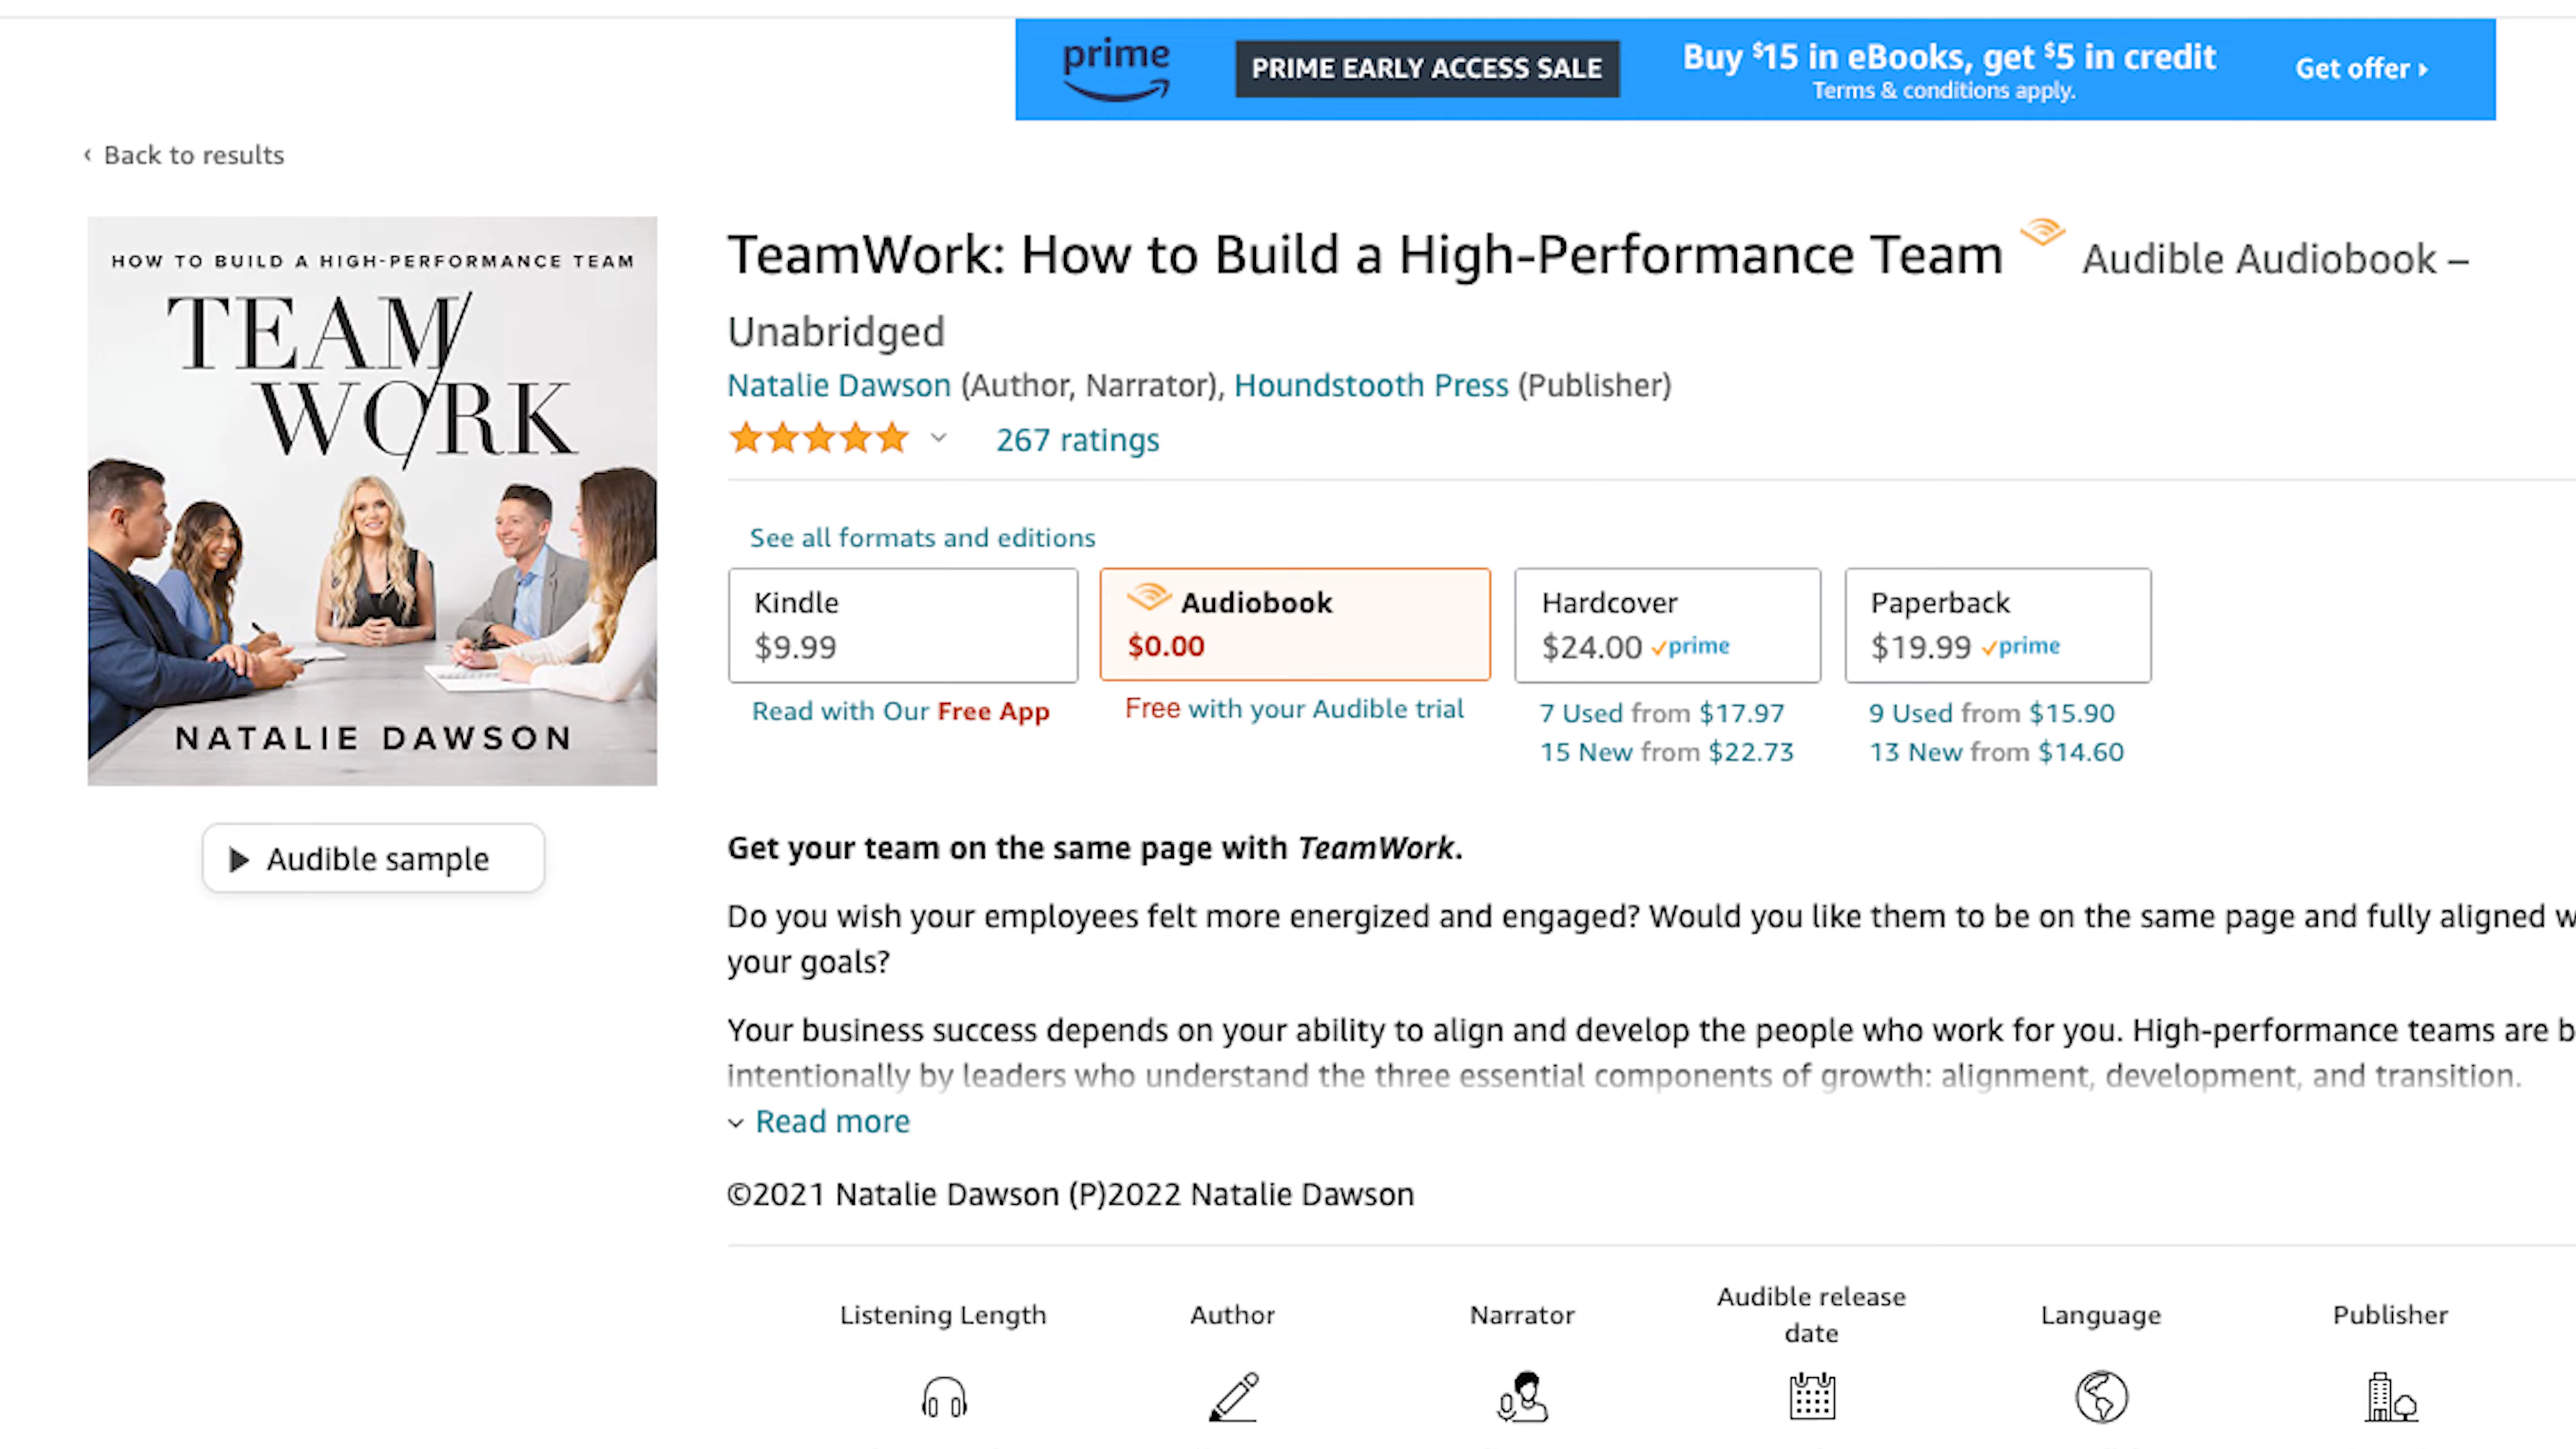 prime
PRIME EARLY ACCESS SALE
Buy $15 in eBooks, get $5 in credit
Terms & conditions apply.
Get offer ›
‹ Back to results
HOW TO BUILD A HIGH-PERFORMANCE TEAM
TEAM
WORK
NATALIE DAWSON
Audible sample
TeamWork: How to Build a High-Performance Team Audible Audiobook –
Unabridged
Natalie Dawson (Author, Narrator), Houndstooth Press (Publisher)
267 ratings
See all formats and editions
Kindle
$9.99
Read with Our Free App
Audiobook
$0.00
Free with your Audible trial
Hardcover
$24.00 prime
7 Used from $17.97
15 New from $22.73
Paperback
$19.99 prime
9 Used from $15.90
13 New from $14.60
Get your team on the same page with TeamWork.
Do you wish your employees felt more energized and engaged? Would you like them to be on the same page and fully aligned
your goals?
Your business success depends on your ability to align and develop the people who work for you. High-performance teams are
intentionally by leaders who understand the three essential components of growth: alignment, development, and transition.
Read more
©2021 Natalie Dawson (P)2022 Natalie Dawson
Listening Length
Author
Narrator
Audible release
date
Language
Publisher